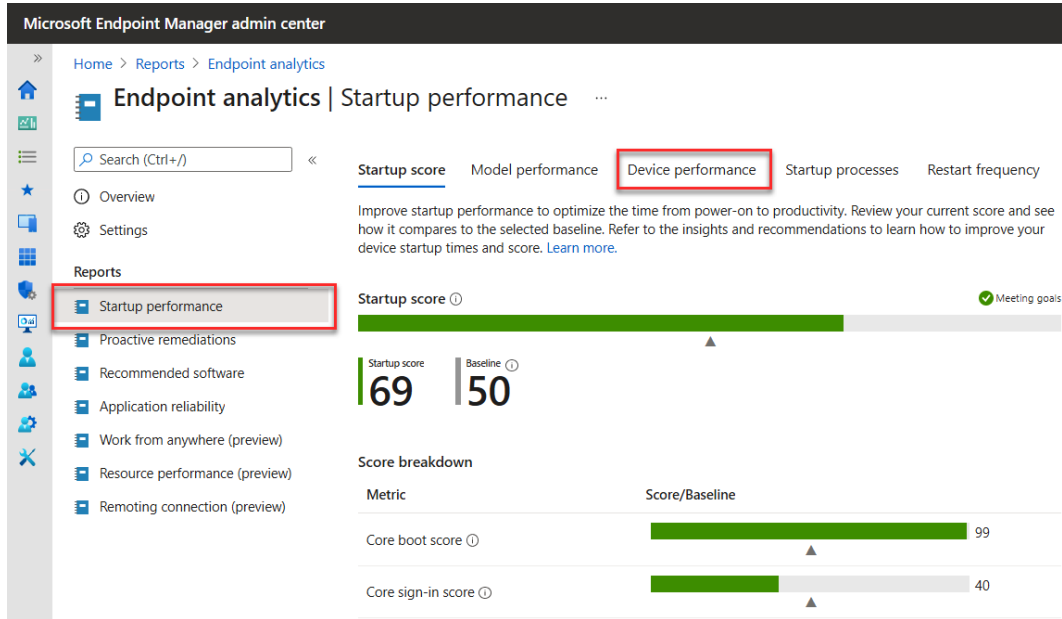 Microsoft Endpoint Manager admin center
Home > Reports > Endpoint analytics
Endpoint analytics | Startup performance ...
Search (Ctrl+/)
Overview
Settings
Reports
Startup performance
Proactive remediations
Recommended software
Application reliability
Work from anywhere (preview)
Resource performance (preview)
Remoting connection (preview)
Startup score Model performance Device performance Startup processes Restart frequency
Improve startup performance to optimize the time from power-on to productivity. Review your current score and see
how it compares to the selected baseline. Refer to the insights and recommendations to learn how to improve your
device startup times and score. Learn more.
Startup score Meeting goals
Startup score Baseline
69 50
Score breakdown
Metric Score/Baseline
Core boot score 99
Core sign-in score 40